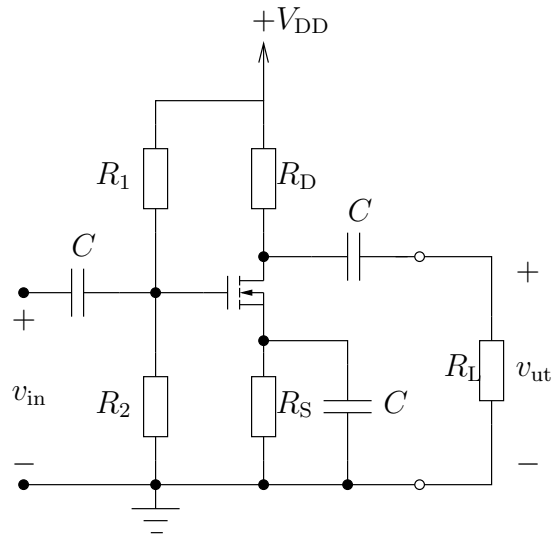 +V_DD
R_1
R_D
C
C
+
+
v_in
R_2
R_S
C
R_L
v_ut
−
−